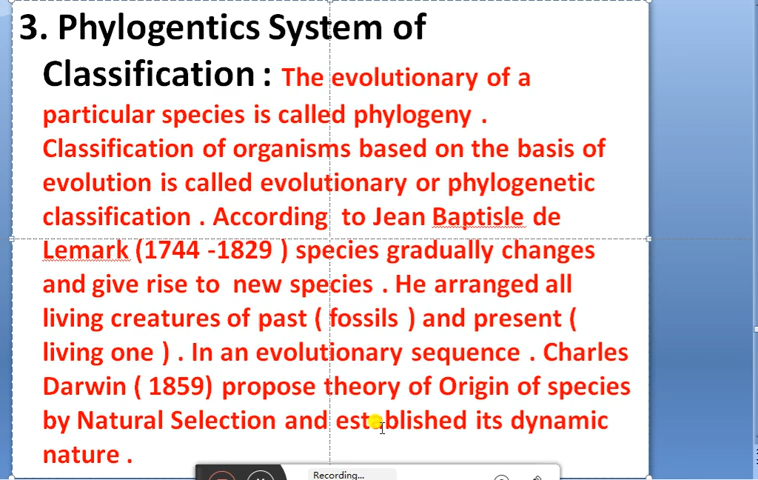 3. Phylogentics System of
Classification : The evolutionary of a
particular species is called phylogeny .
Classification of organisms based on the basis of
evolution is called evolutionary or phylogenetic
classification . According to Jean Baptisle de
Lemark (1744 -1829 ) species gradually changes
and give rise to new species . He arranged all
living creatures of past ( fossils ) and present (
living one ) . In an evolutionary sequence . Charles
Darwin ( 1859) propose theory of Origin of species
by Natural Selection and established its dynamic
nature .
Recording...